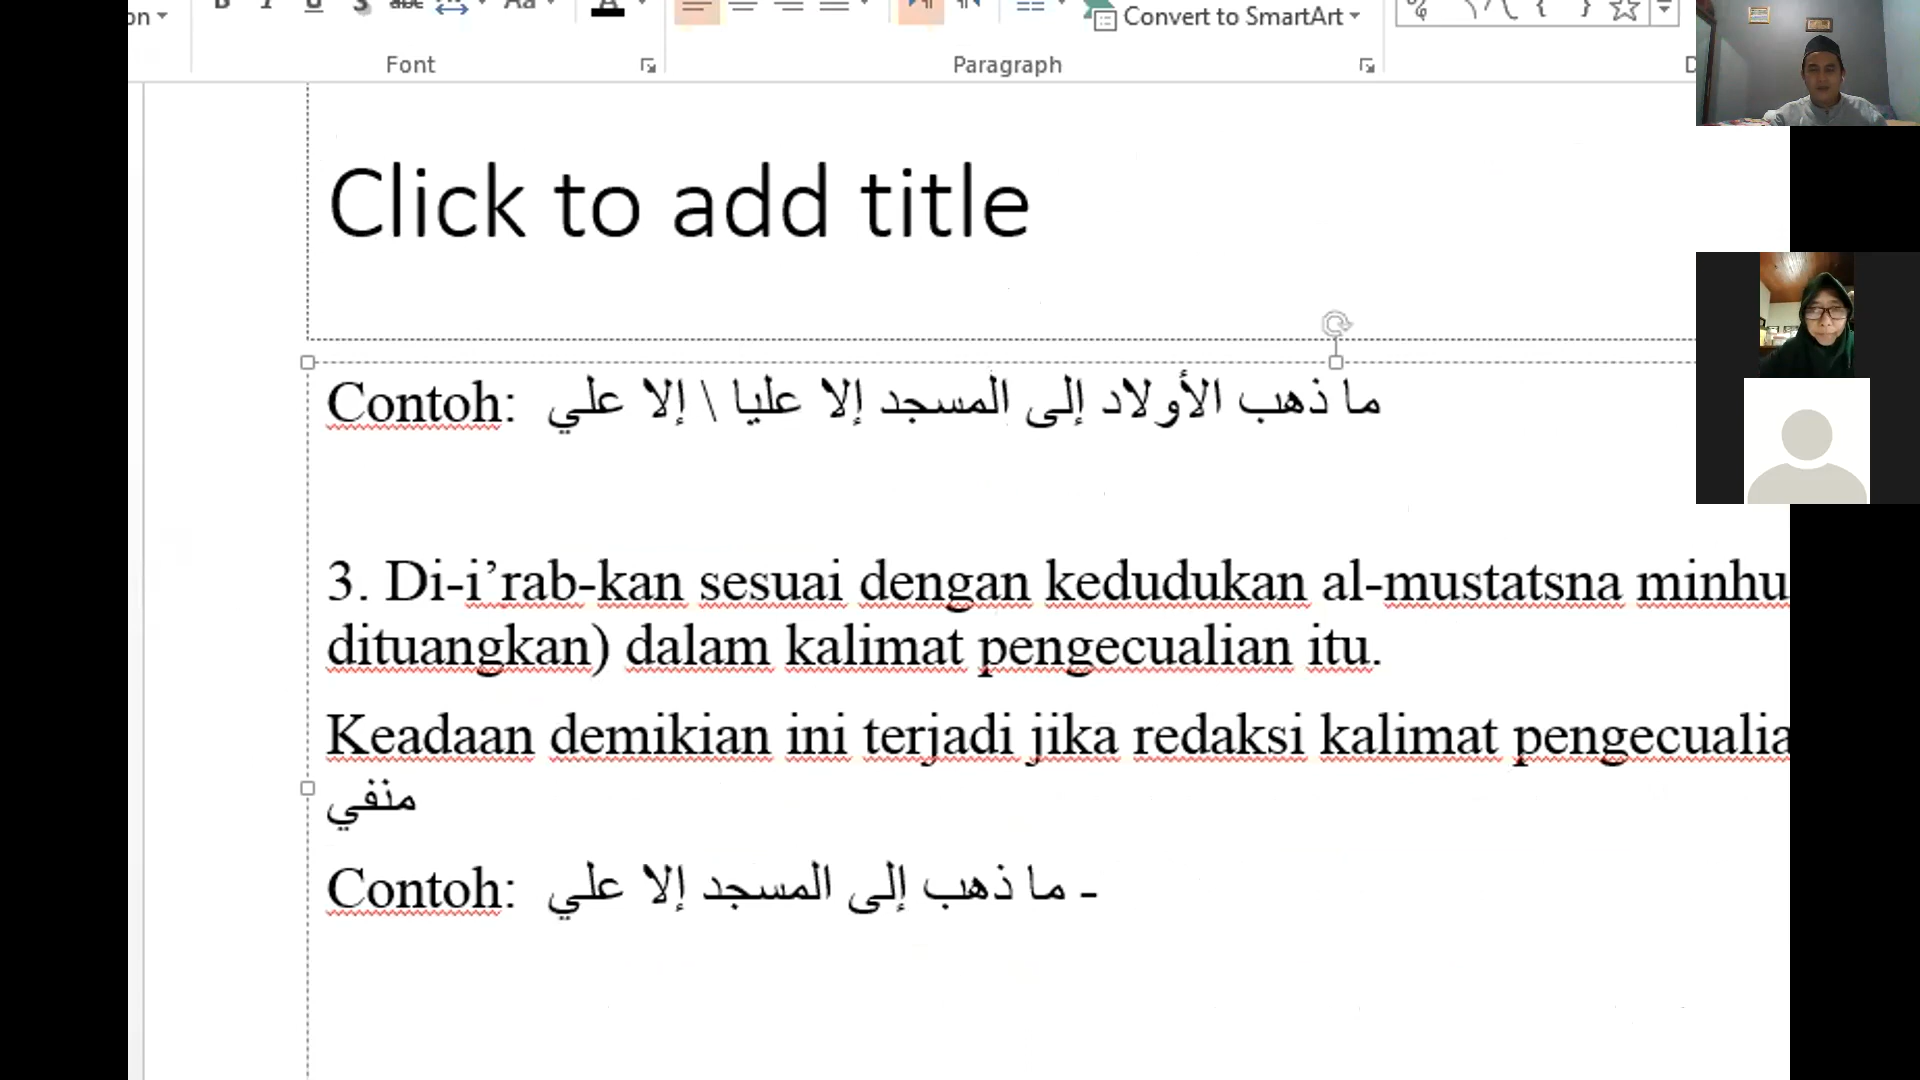 Convert to SmartArt
Font
Paragraph
Click to add title
Contoh: ما ذهب الأولاد إلى المسجد إلا عليا \ إلا علي
3. Di-i’rab-kan sesuai dengan kedudukan al-mustatsna minhu
dituangkan) dalam kalimat pengecualian itu.
Keadaan demikian ini terjadi jika redaksi kalimat
منفي
Contoh: - ما ذهب إلى المسجد إلا علي